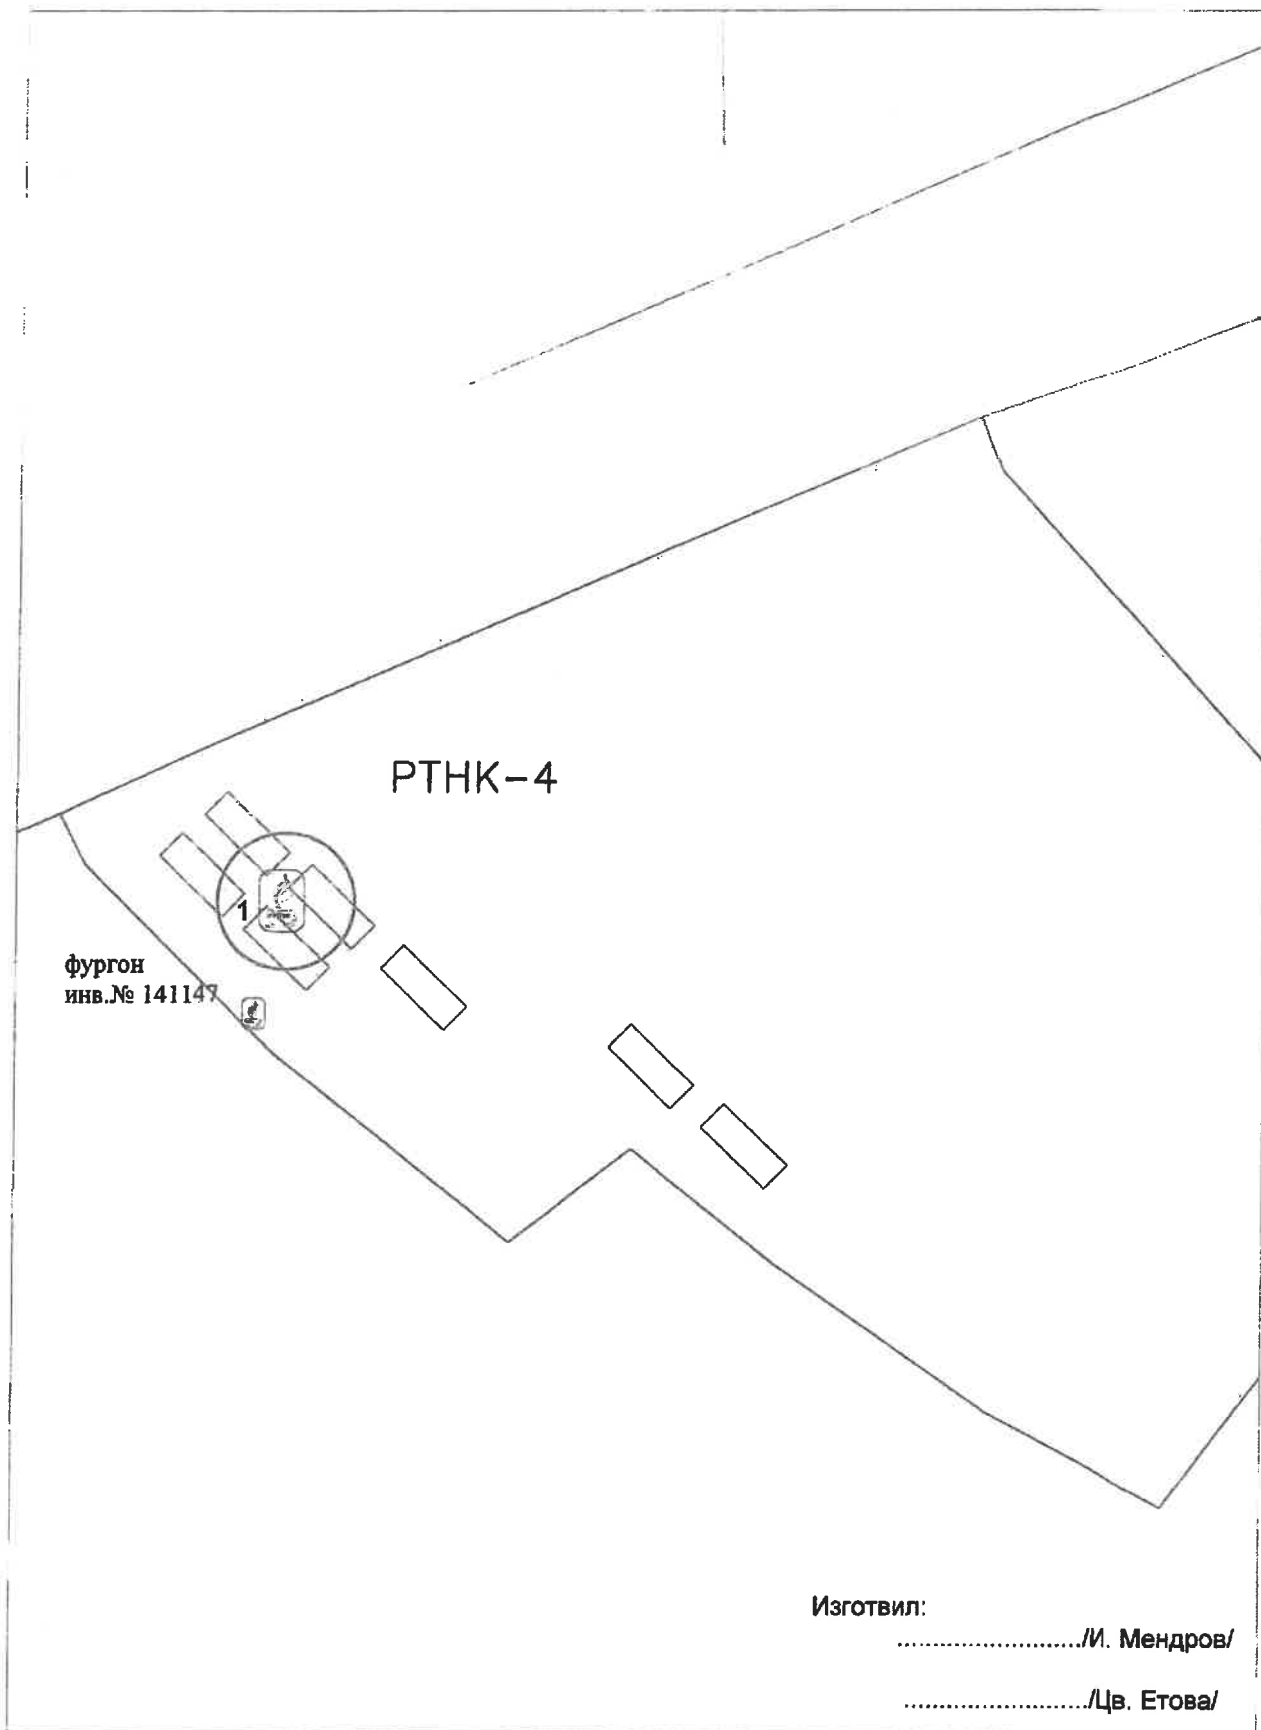 РТНК-4
1
фургон
инв.№ 141147
Изготвил:
............................/И. Мендров/
............................/Цв. Етова/